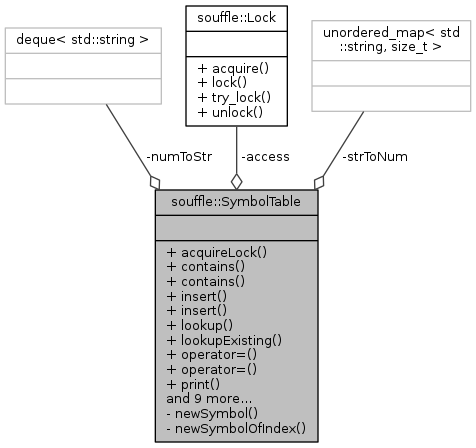 deque< std::string >
souffle::Lock
+ acquire()
+ lock()
+ try_lock()
+ unlock()
unordered_map< std
::string, size_t >
-numToStr
-access
-strToNum
souffle::SymbolTable
+ acquireLock()
+ contains()
+ contains()
+ insert()
+ insert()
+ lookup()
+ lookupExisting()
+ operator=()
+ operator=()
+ print()
and 9 more...
- newSymbol()
- newSymbolOfIndex()